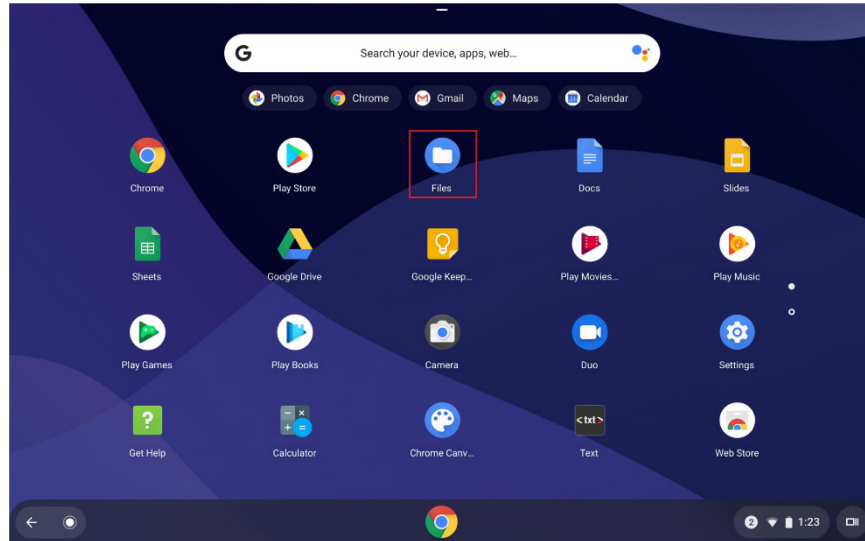 G Search your device, apps, web...
Photos Chrome Gmail Maps Calendar
Chrome Play Store Files Docs Slides
Sheets Google Drive Google Keep... Play Movies... Play Music
Play Games Play Books Camera Duo Settings
Get Help Calculator Chrome Canv... Text Web Store
<txt>
2 1:23